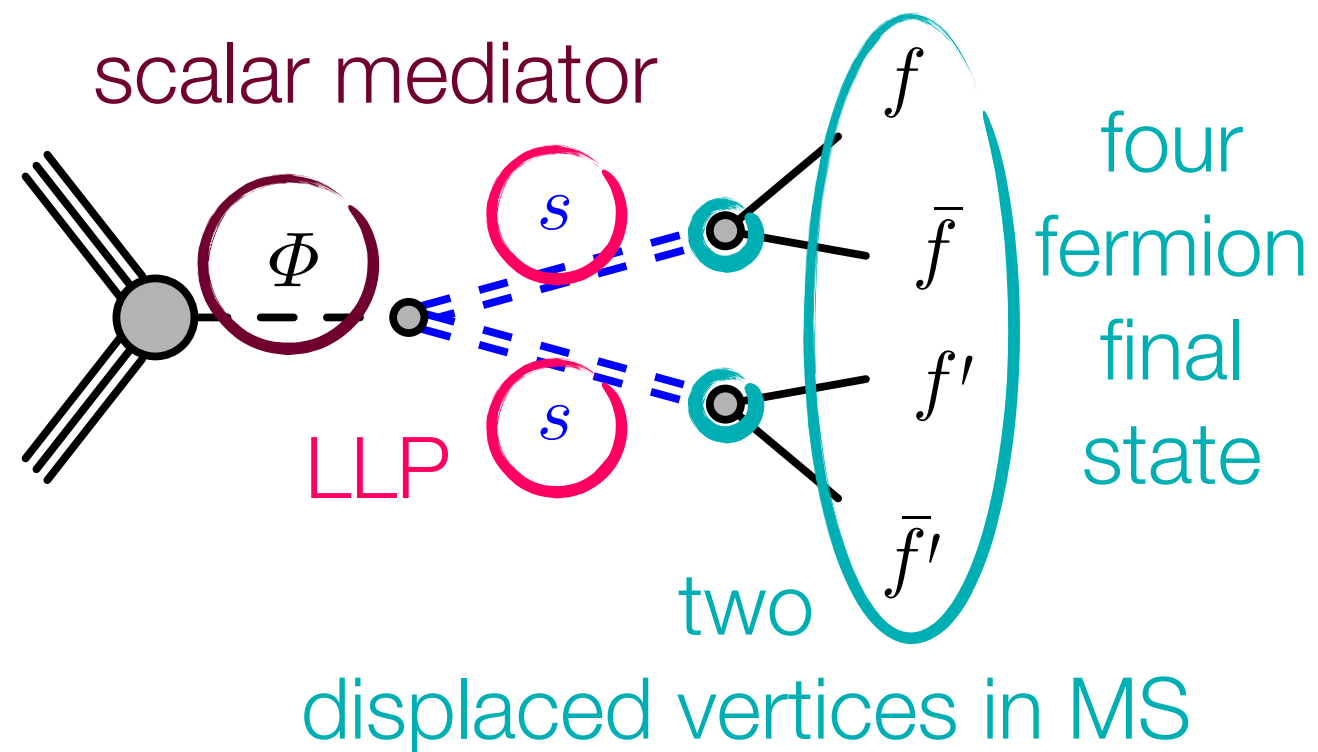 scalar mediator
Φ
s
s
LLP
f
f̄
f′
f̄′
four
fermion
final
state
two
displaced vertices in MS